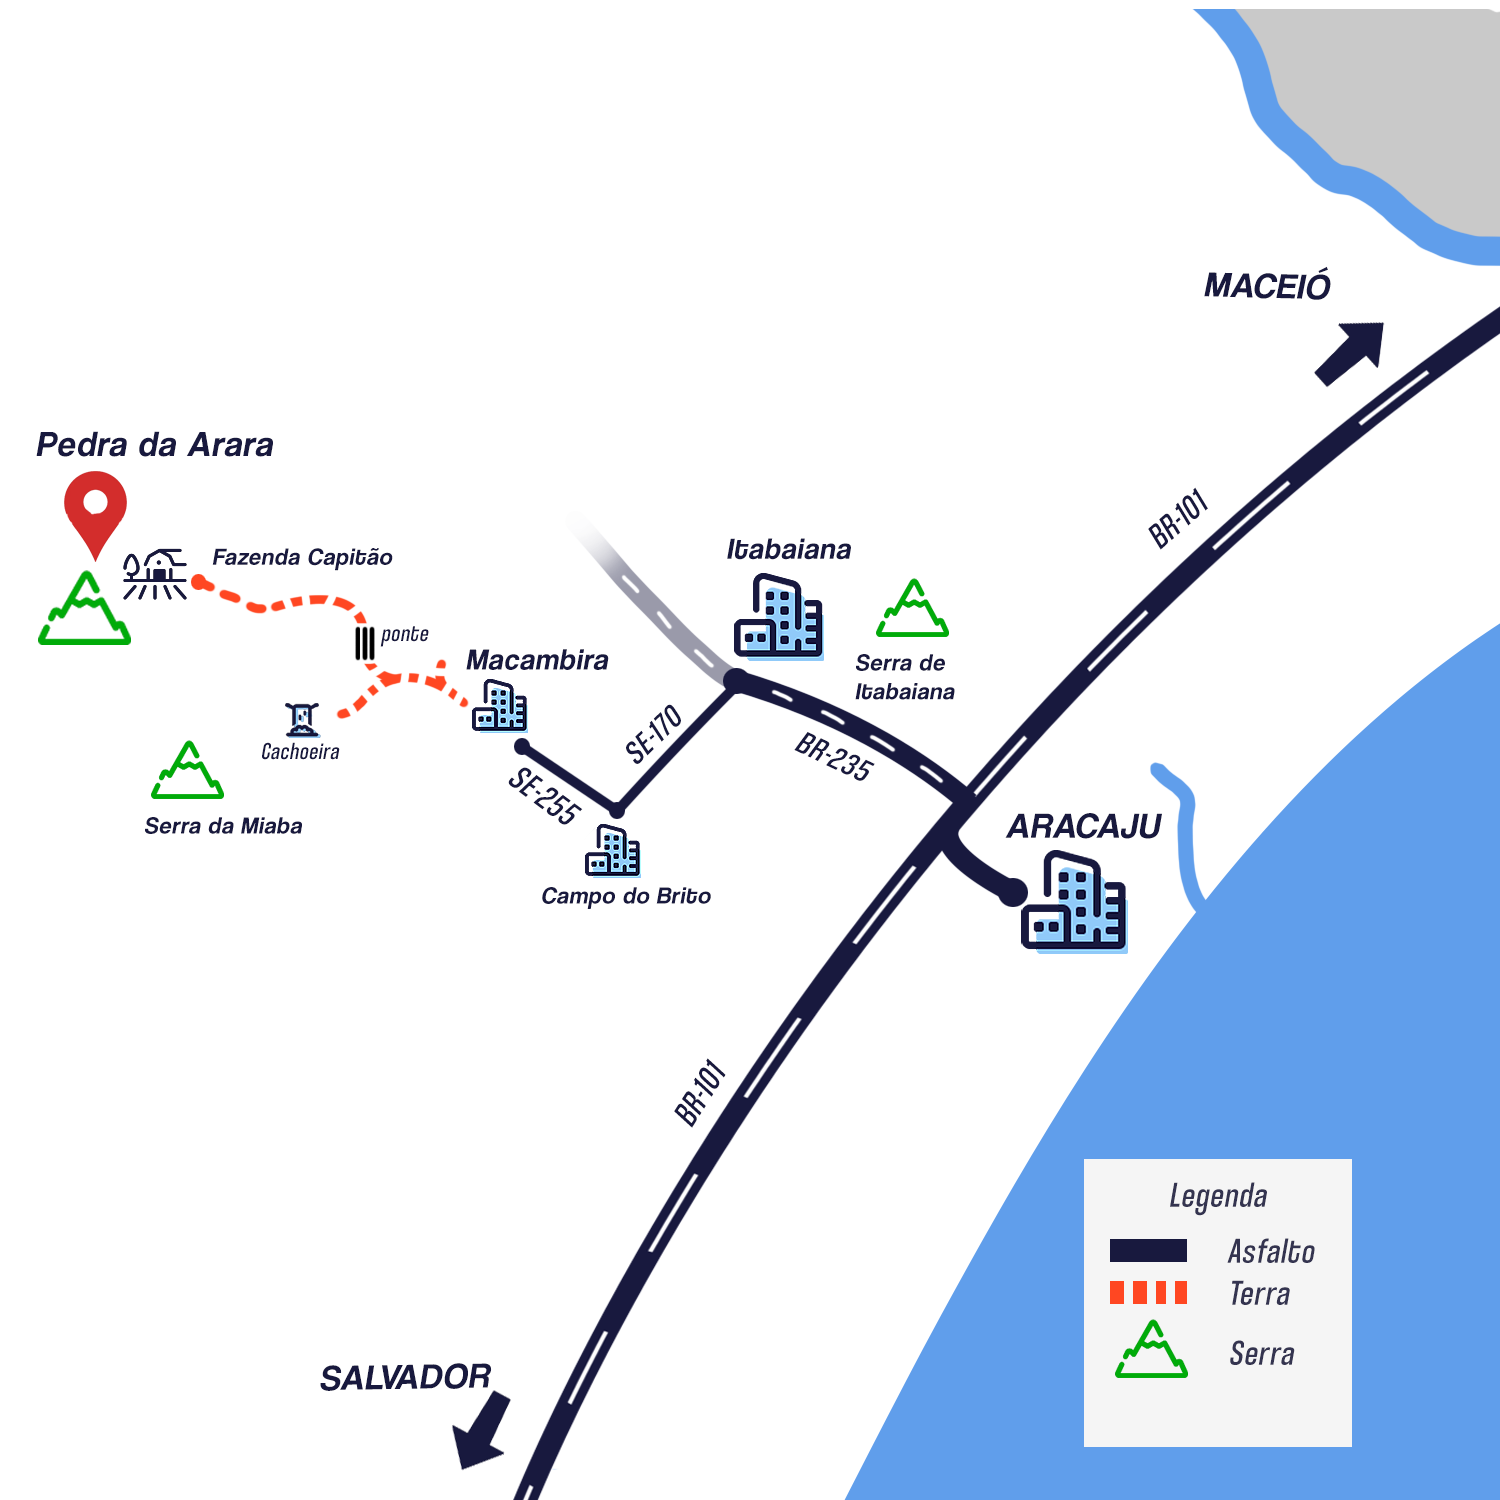 MACEIÓ
Pedra da Arara
BR-101
Fazenda Capitão
Itabaiana
ponte
Macambira
Serra de
Itabaiana
SE-170
BR-235
Cachoeira
SE-255
Serra da Miaba
ARACAJU
Campo do Brito
BR-101
Legenda
Asfalto
Terra
Serra
SALVADOR